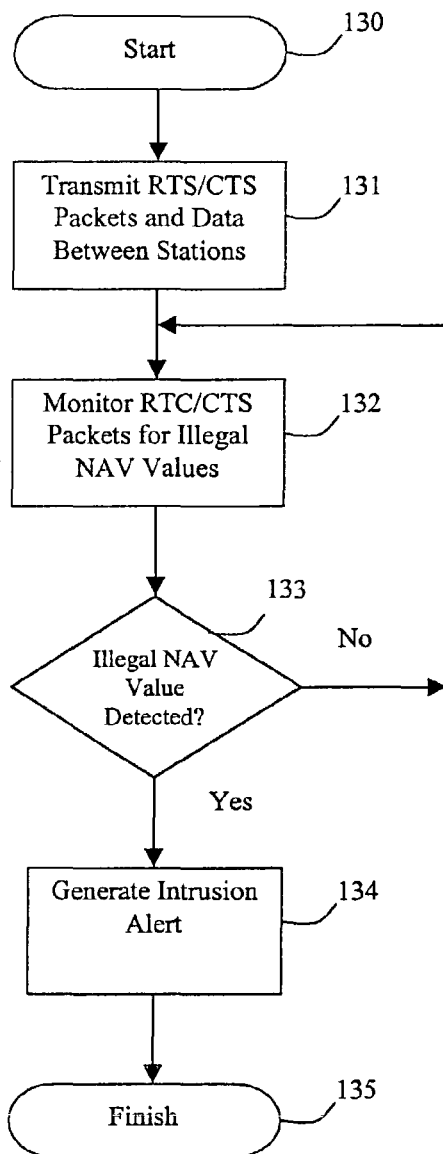 Start
130
Transmit RTS/CTS
Packets and Data
Between Stations
131
Monitor RTC/CTS
Packets for Illegal
NAV Values
132
133
Illegal NAV
Value
Detected?
No
Yes
Generate Intrusion
Alert
134
Finish
135